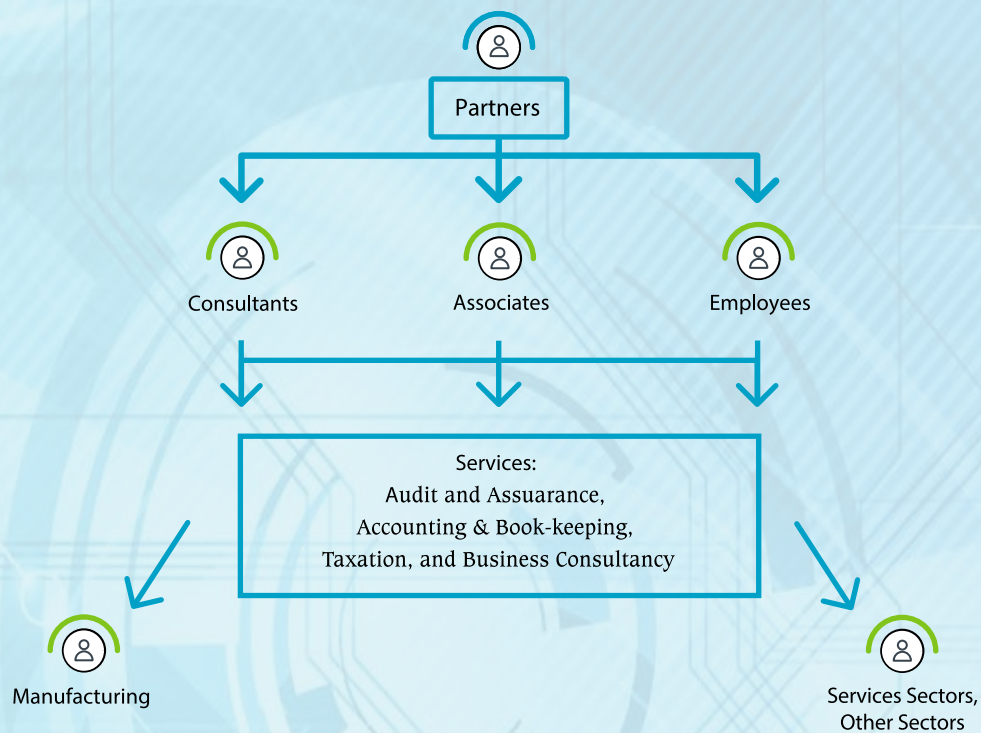 Partners
Consultants
Associates
Employees
Services:
Audit and Assuarance,
Accounting & Book-keeping,
Taxation, and Business Consultancy
Manufacturing
Services Sectors,
Other Sectors